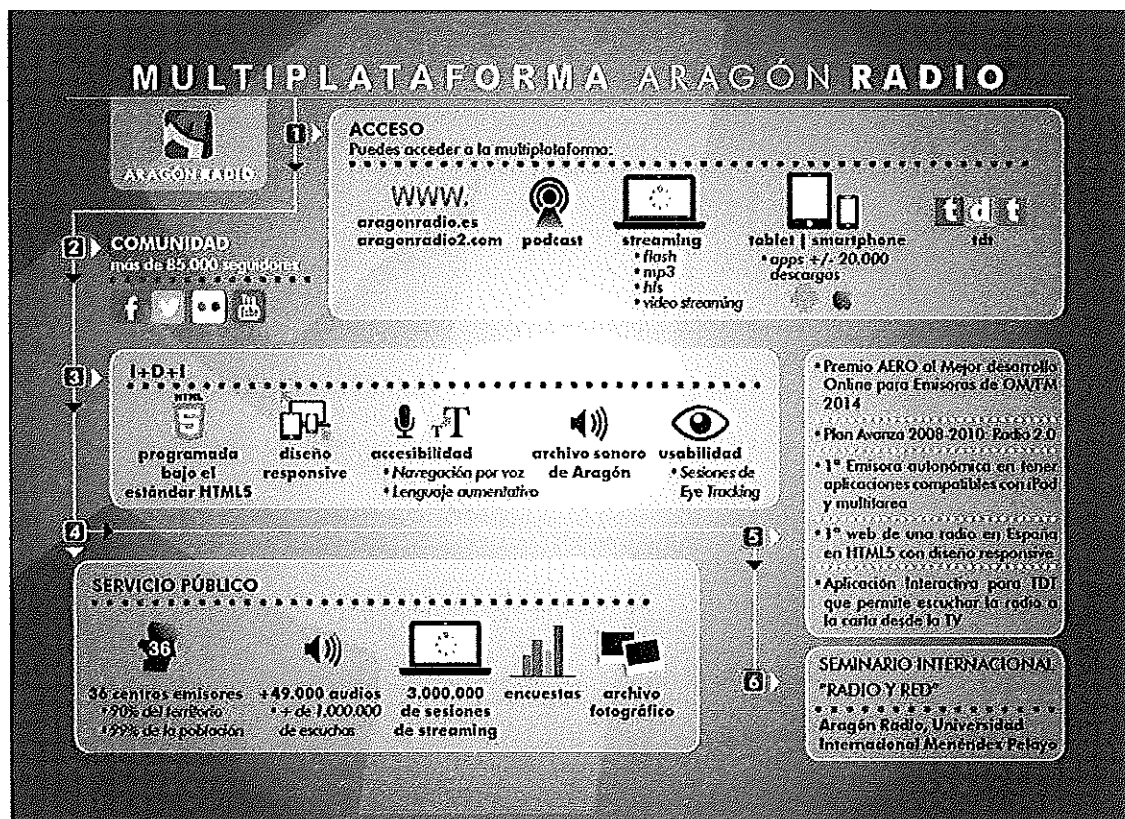 MULTIPLATAFORMA ARAGÓN RADIO
ARAGÓN RADIO
1
ACCESO
Puedes acceder a la multiplataforma:
www.
aragonradio.es
aragonradio2.com
podcast
streaming
• flash
• mp3
• hls
• video streaming
tablet | smartphone
• apps +/- 20.000
descargas
tdt
tdt
2
COMUNIDAD
más de 85.000 seguidores
f
3
I+D+I
HTML
5
programada
bajo el
estándar HTML5
diseño
responsive
TT
accesibilidad
• Navegación por voz
• Lenguaje aumentativo
archivo sonoro
de Aragón
usabilidad
• Sesiones de
Eye Tracking
4
SERVICIO PÚBLICO
36
36 centros emisores
• 90% del territorio
• 99% de la población
+49.000 audios
• + de 1.000.000
de escuchas
3.000.000
de sesiones
de streaming
encuestas
archivo
fotográfico
5
• Premio AERO al Mejor desarrollo
Online para Emisoras de OM/FM
2014
• Plan Avanza 2008-2010: Radio 2.0
• 1ª Emisora autonómica en tener
aplicaciones compatibles con iPad
y multitarea
• 1ª web de una radio en España
en HTML5 con diseño responsive
• Aplicación Interactiva para TDT
que permite escuchar la radio a
la carta desde la TV
6
SEMINARIO INTERNACIONAL
"RADIO Y RED"
Aragón Radio, Universidad
Internacional Menéndex Pelayo